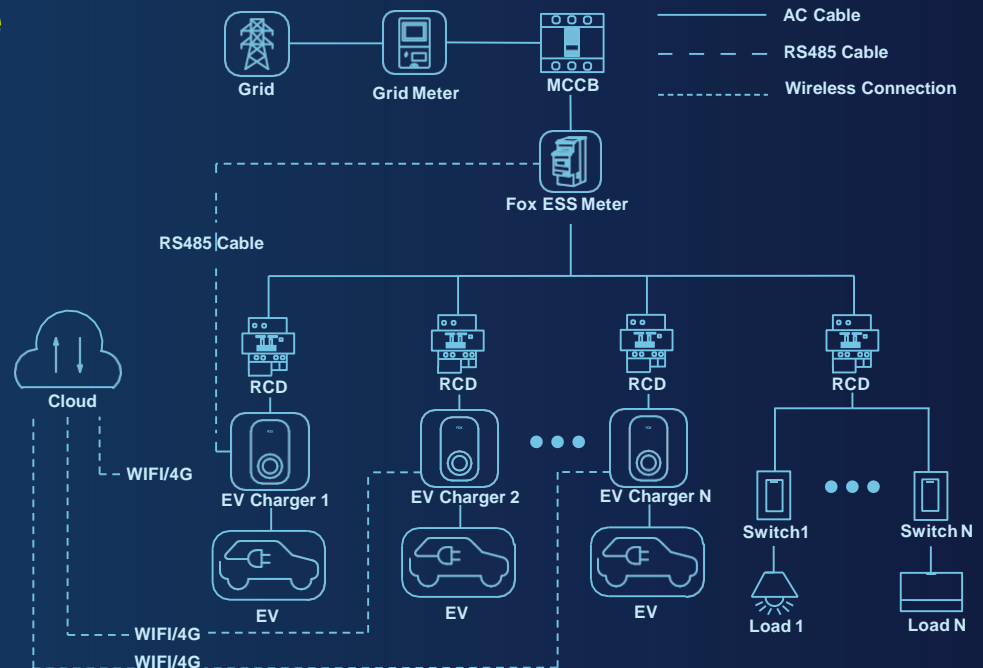 AC Cable
RS485 Cable
Wireless Connection
Grid
Grid Meter
MCCB
Fox ESS Meter
RS485 Cable
RCD
RCD
RCD
RCD
Cloud
WIFI/4G
EV Charger 1
EV Charger 2
EV Charger N
Switch1
Switch N
EV
EV
EV
Load 1
Load N
WIFI/4G
WIFI/4G